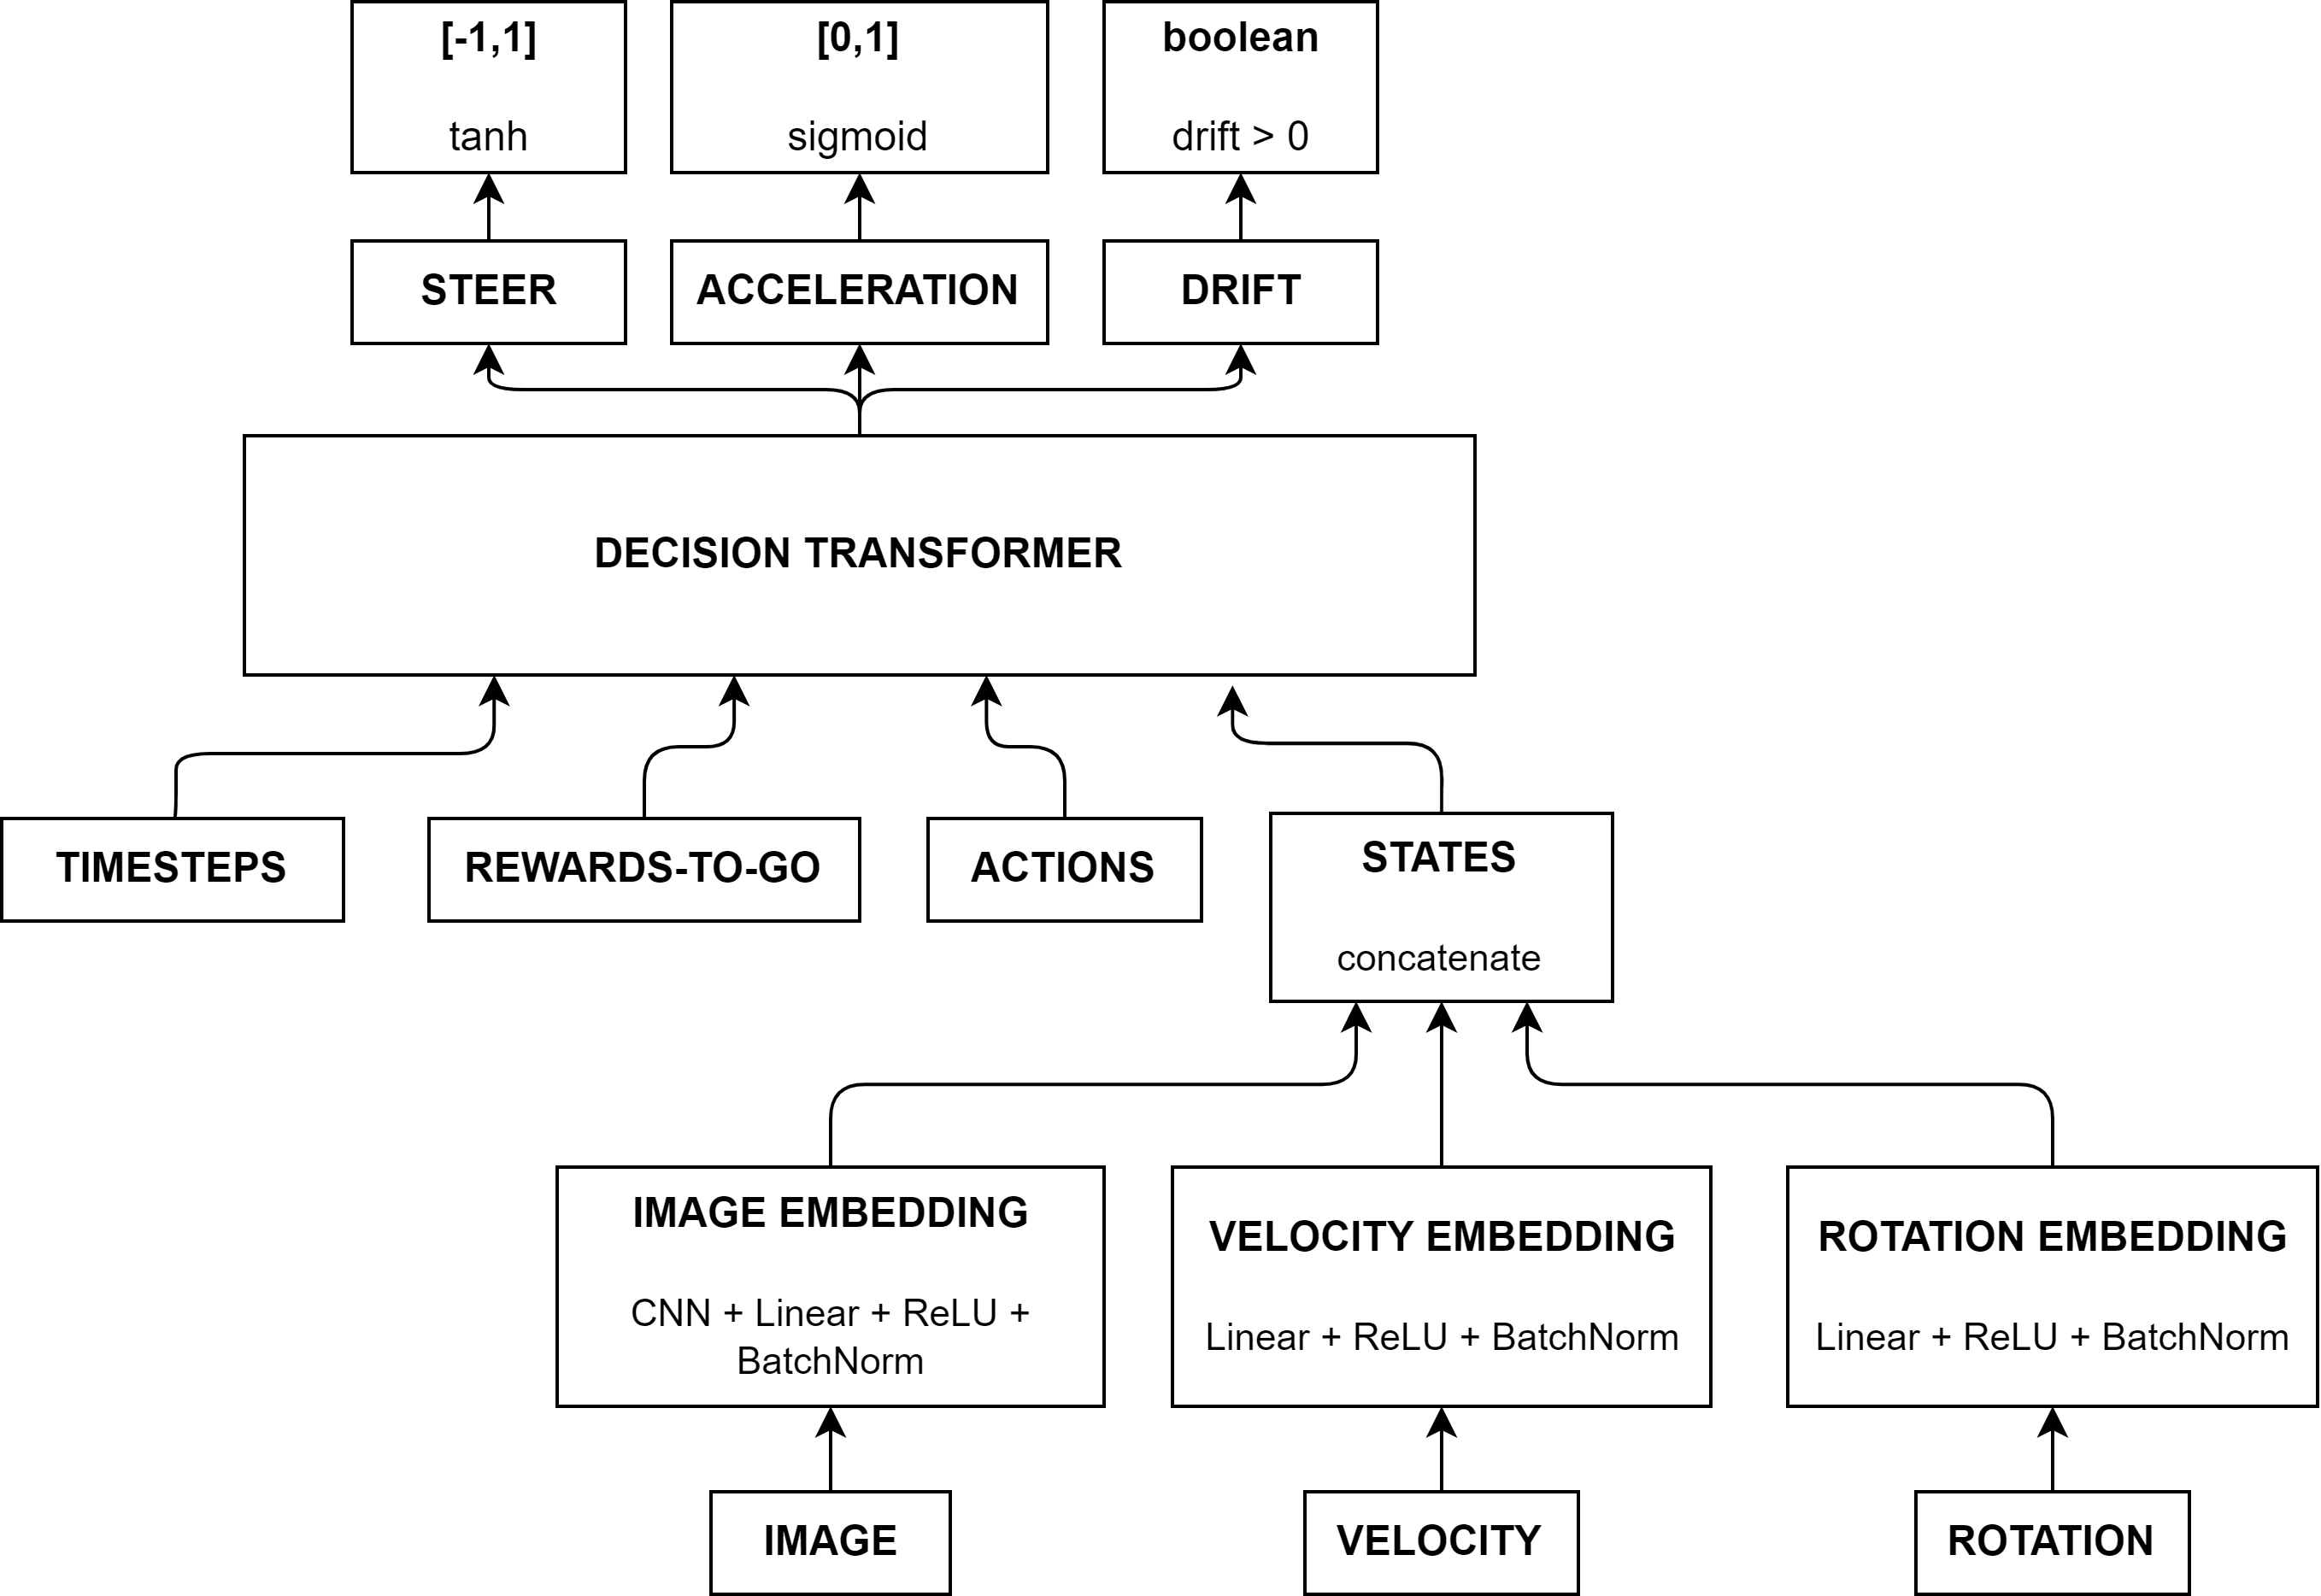 [-1,1]
tanh
[0,1]
sigmoid
boolean
drift > 0
STEER
ACCELERATION
DRIFT
DECISION TRANSFORMER
TIMESTEPS
REWARDS-TO-GO
ACTIONS
STATES
concatenate
IMAGE EMBEDDING
CNN + Linear + ReLU +
BatchNorm
VELOCITY EMBEDDING
Linear + ReLU + BatchNorm
ROTATION EMBEDDING
Linear + ReLU + BatchNorm
IMAGE
VELOCITY
ROTATION